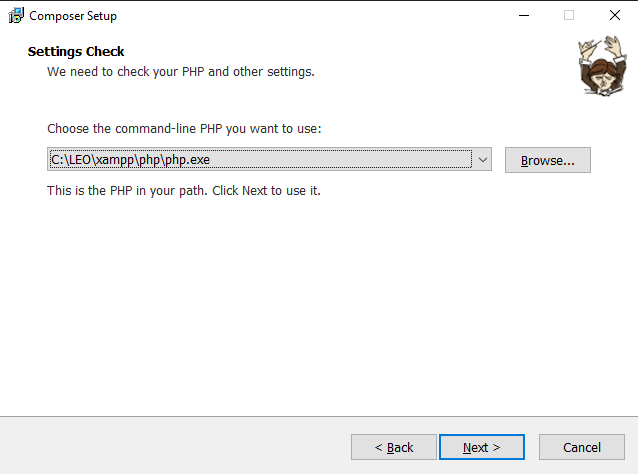 Composer Setup
Settings Check
We need to check your PHP and other settings.
Choose the command-line PHP you want to use:
C:\LEO\xampp\php\php.exe
Browse...
This is the PHP in your path. Click Next to use it.
< Back
Next >
Cancel